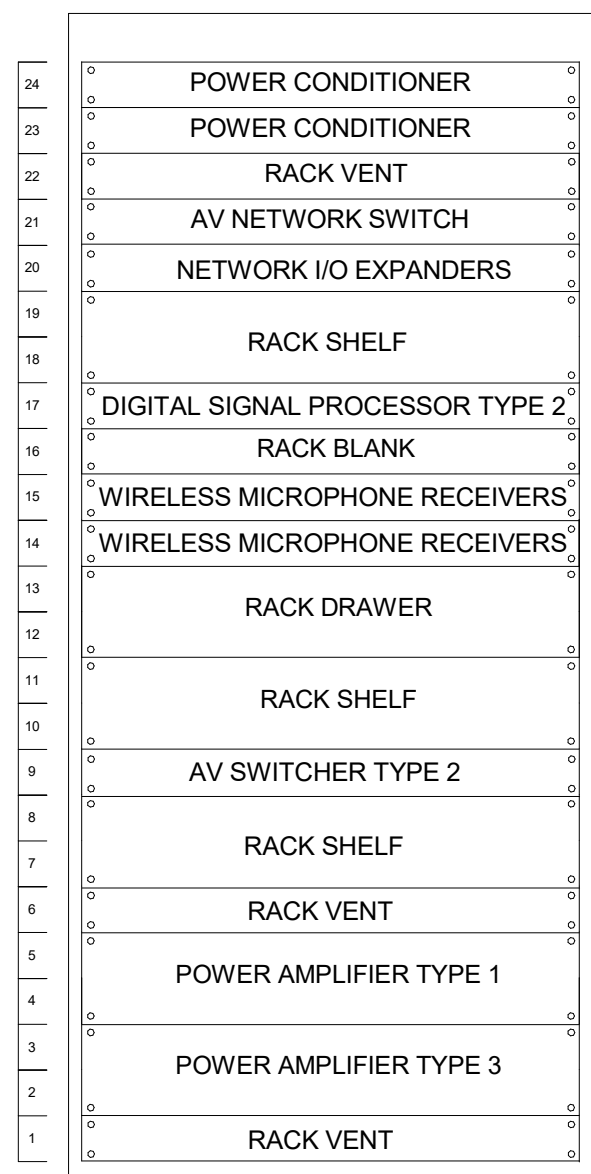 24 POWER CONDITIONER
23 POWER CONDITIONER
22 RACK VENT
21 AV NETWORK SWITCH
20 NETWORK I/O EXPANDERS
19
RACK SHELF
18
17 DIGITAL SIGNAL PROCESSOR TYPE 2
16 RACK BLANK
15 WIRELESS MICROPHONE RECEIVERS
14 WIRELESS MICROPHONE RECEIVERS
13
RACK DRAWER
12
11
RACK SHELF
10
9 AV SWITCHER TYPE 2
8
RACK SHELF
7
6 RACK VENT
5
POWER AMPLIFIER TYPE 1
4
3
POWER AMPLIFIER TYPE 3
2
1 RACK VENT